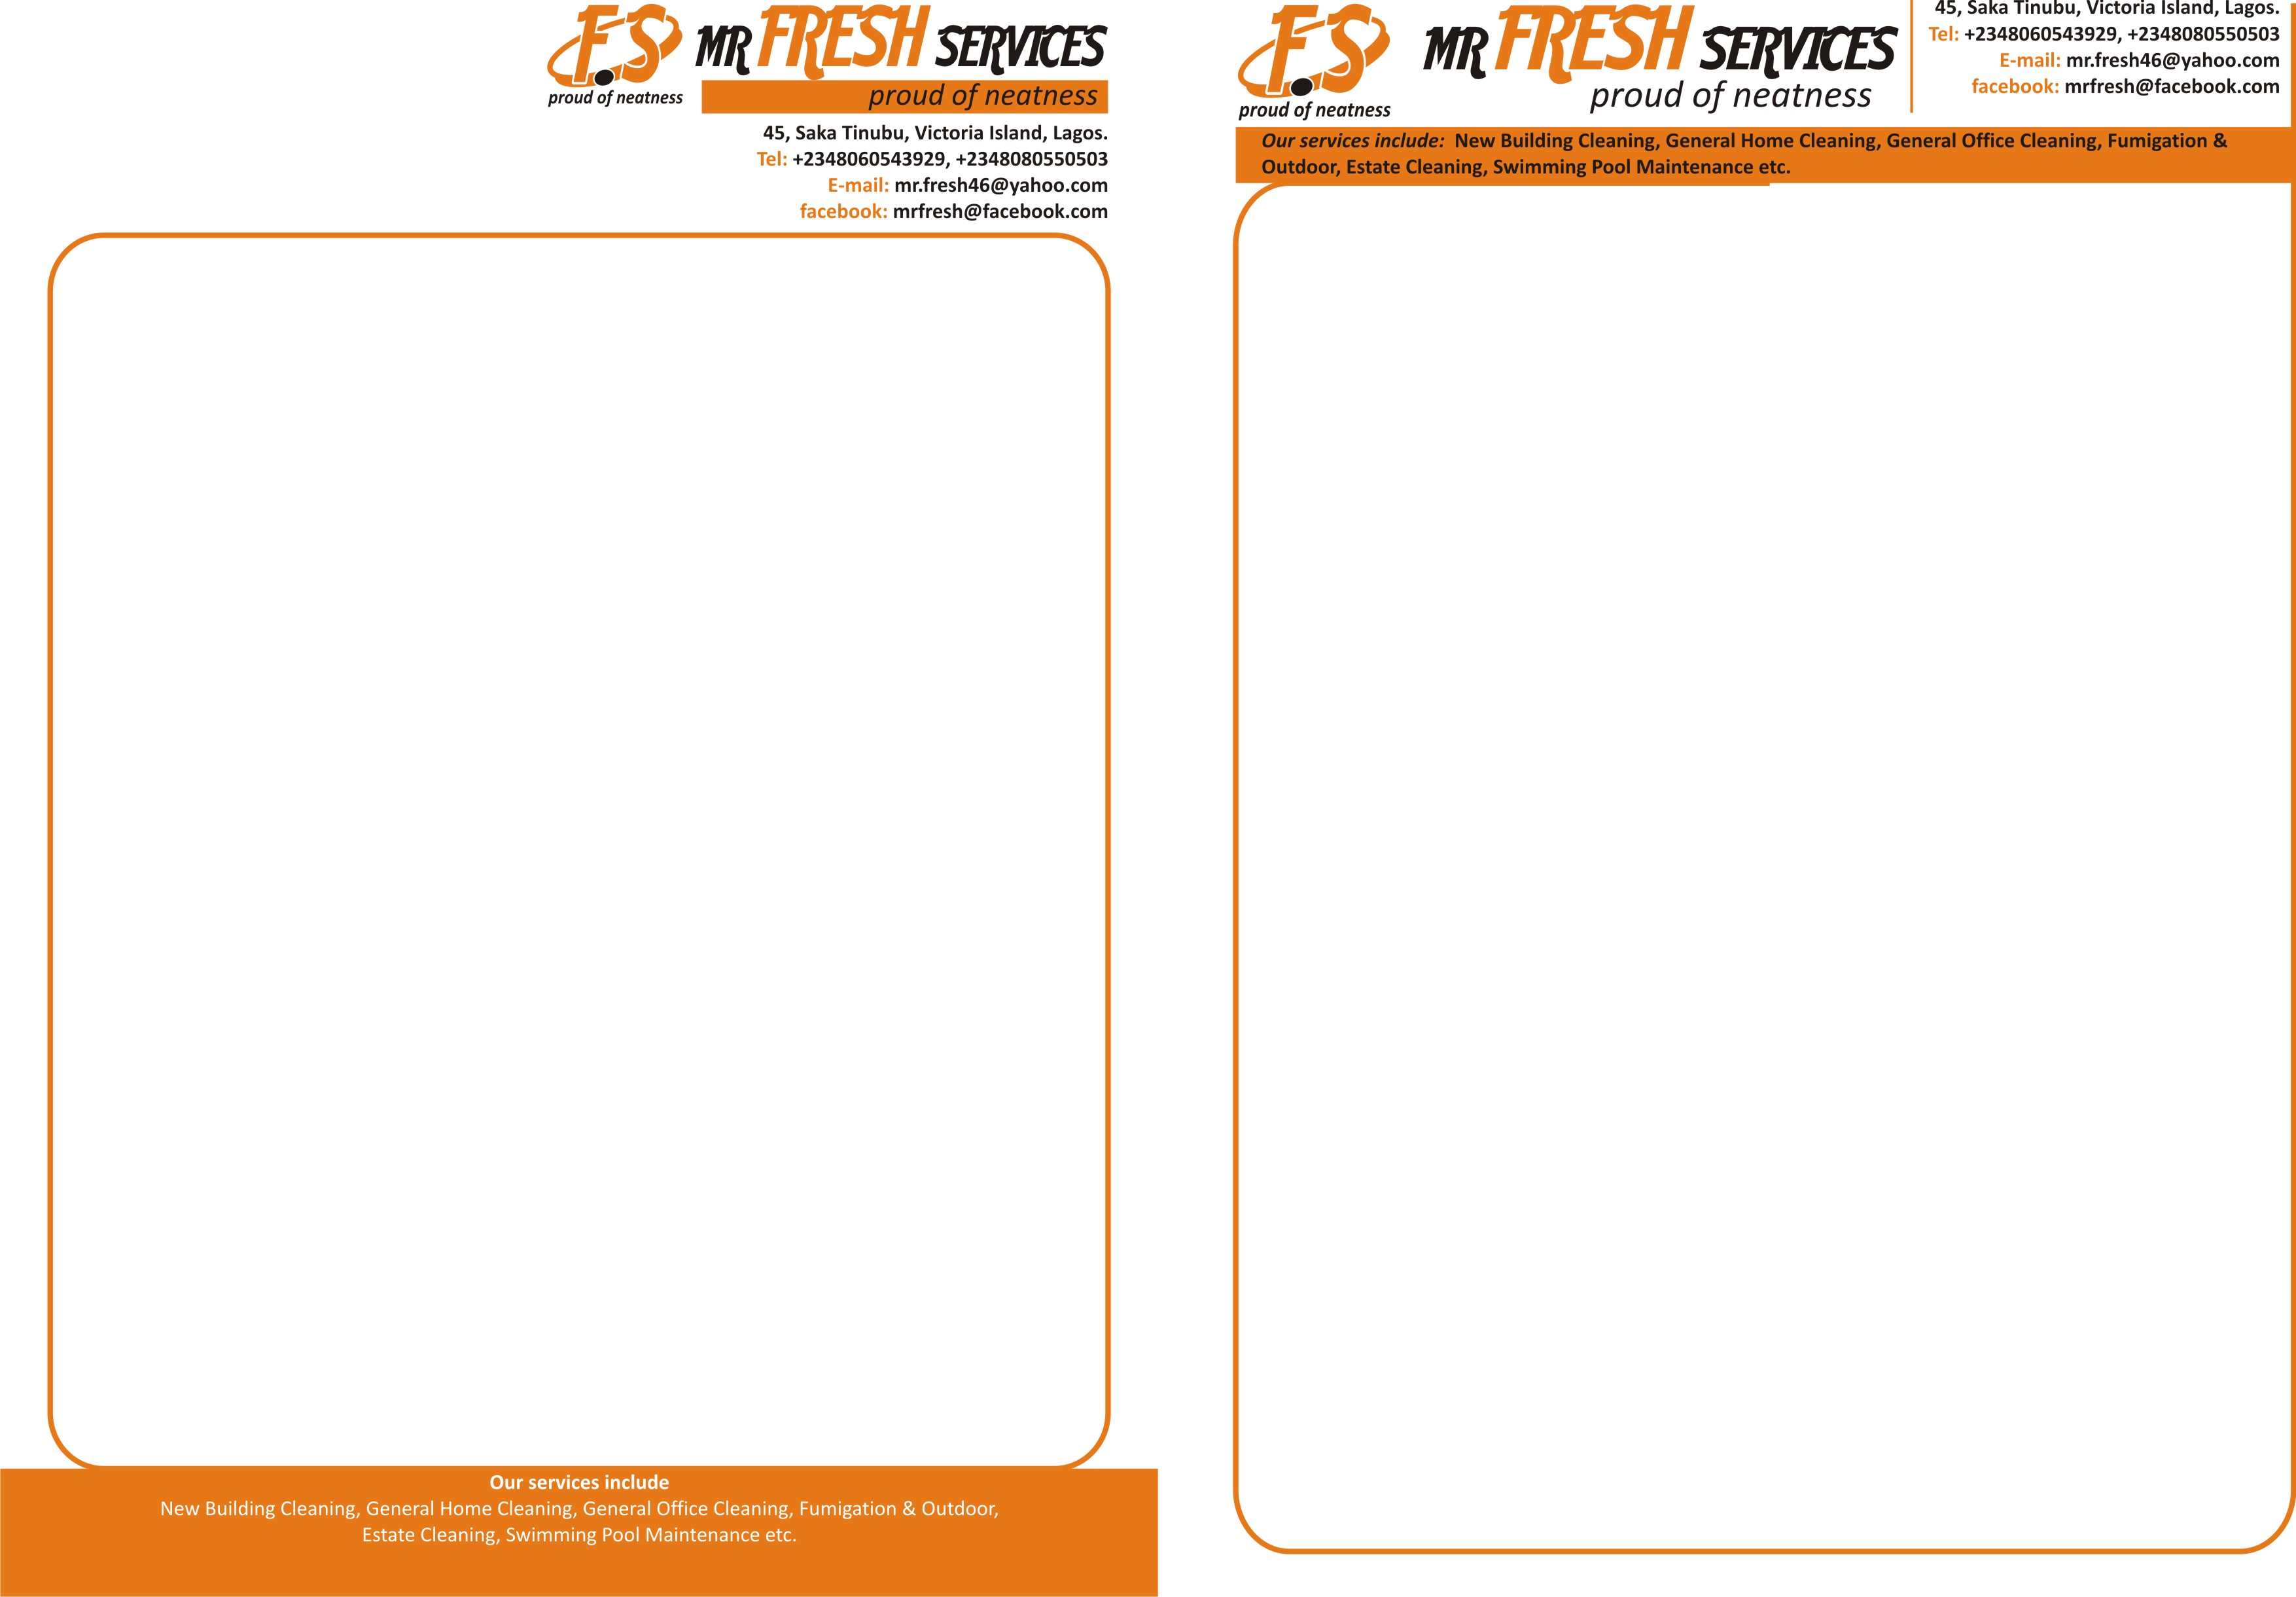 F.S
proud of neatness
MR FRESH SERVICES
proud of neatness
45, Saka Tinubu, Victoria Island, Lagos.
Tel: +2348060543929, +2348080550503
E-mail: mr.fresh46@yahoo.com
facebook: mrfresh@facebook.com
Our services include
New Building Cleaning, General Home Cleaning, General Office Cleaning, Fumigation & Outdoor,
Estate Cleaning, Swimming Pool Maintenance etc.
F.S
proud of neatness
MR FRESH SERVICES
proud of neatness
45, Saka Tinubu, Victoria Island, Lagos.
Tel: +2348060543929, +2348080550503
E-mail: mr.fresh46@yahoo.com
facebook: mrfresh@facebook.com
Our services include: New Building Cleaning, General Home Cleaning, General Office Cleaning, Fumigation &
Outdoor, Estate Cleaning, Swimming Pool Maintenance etc.